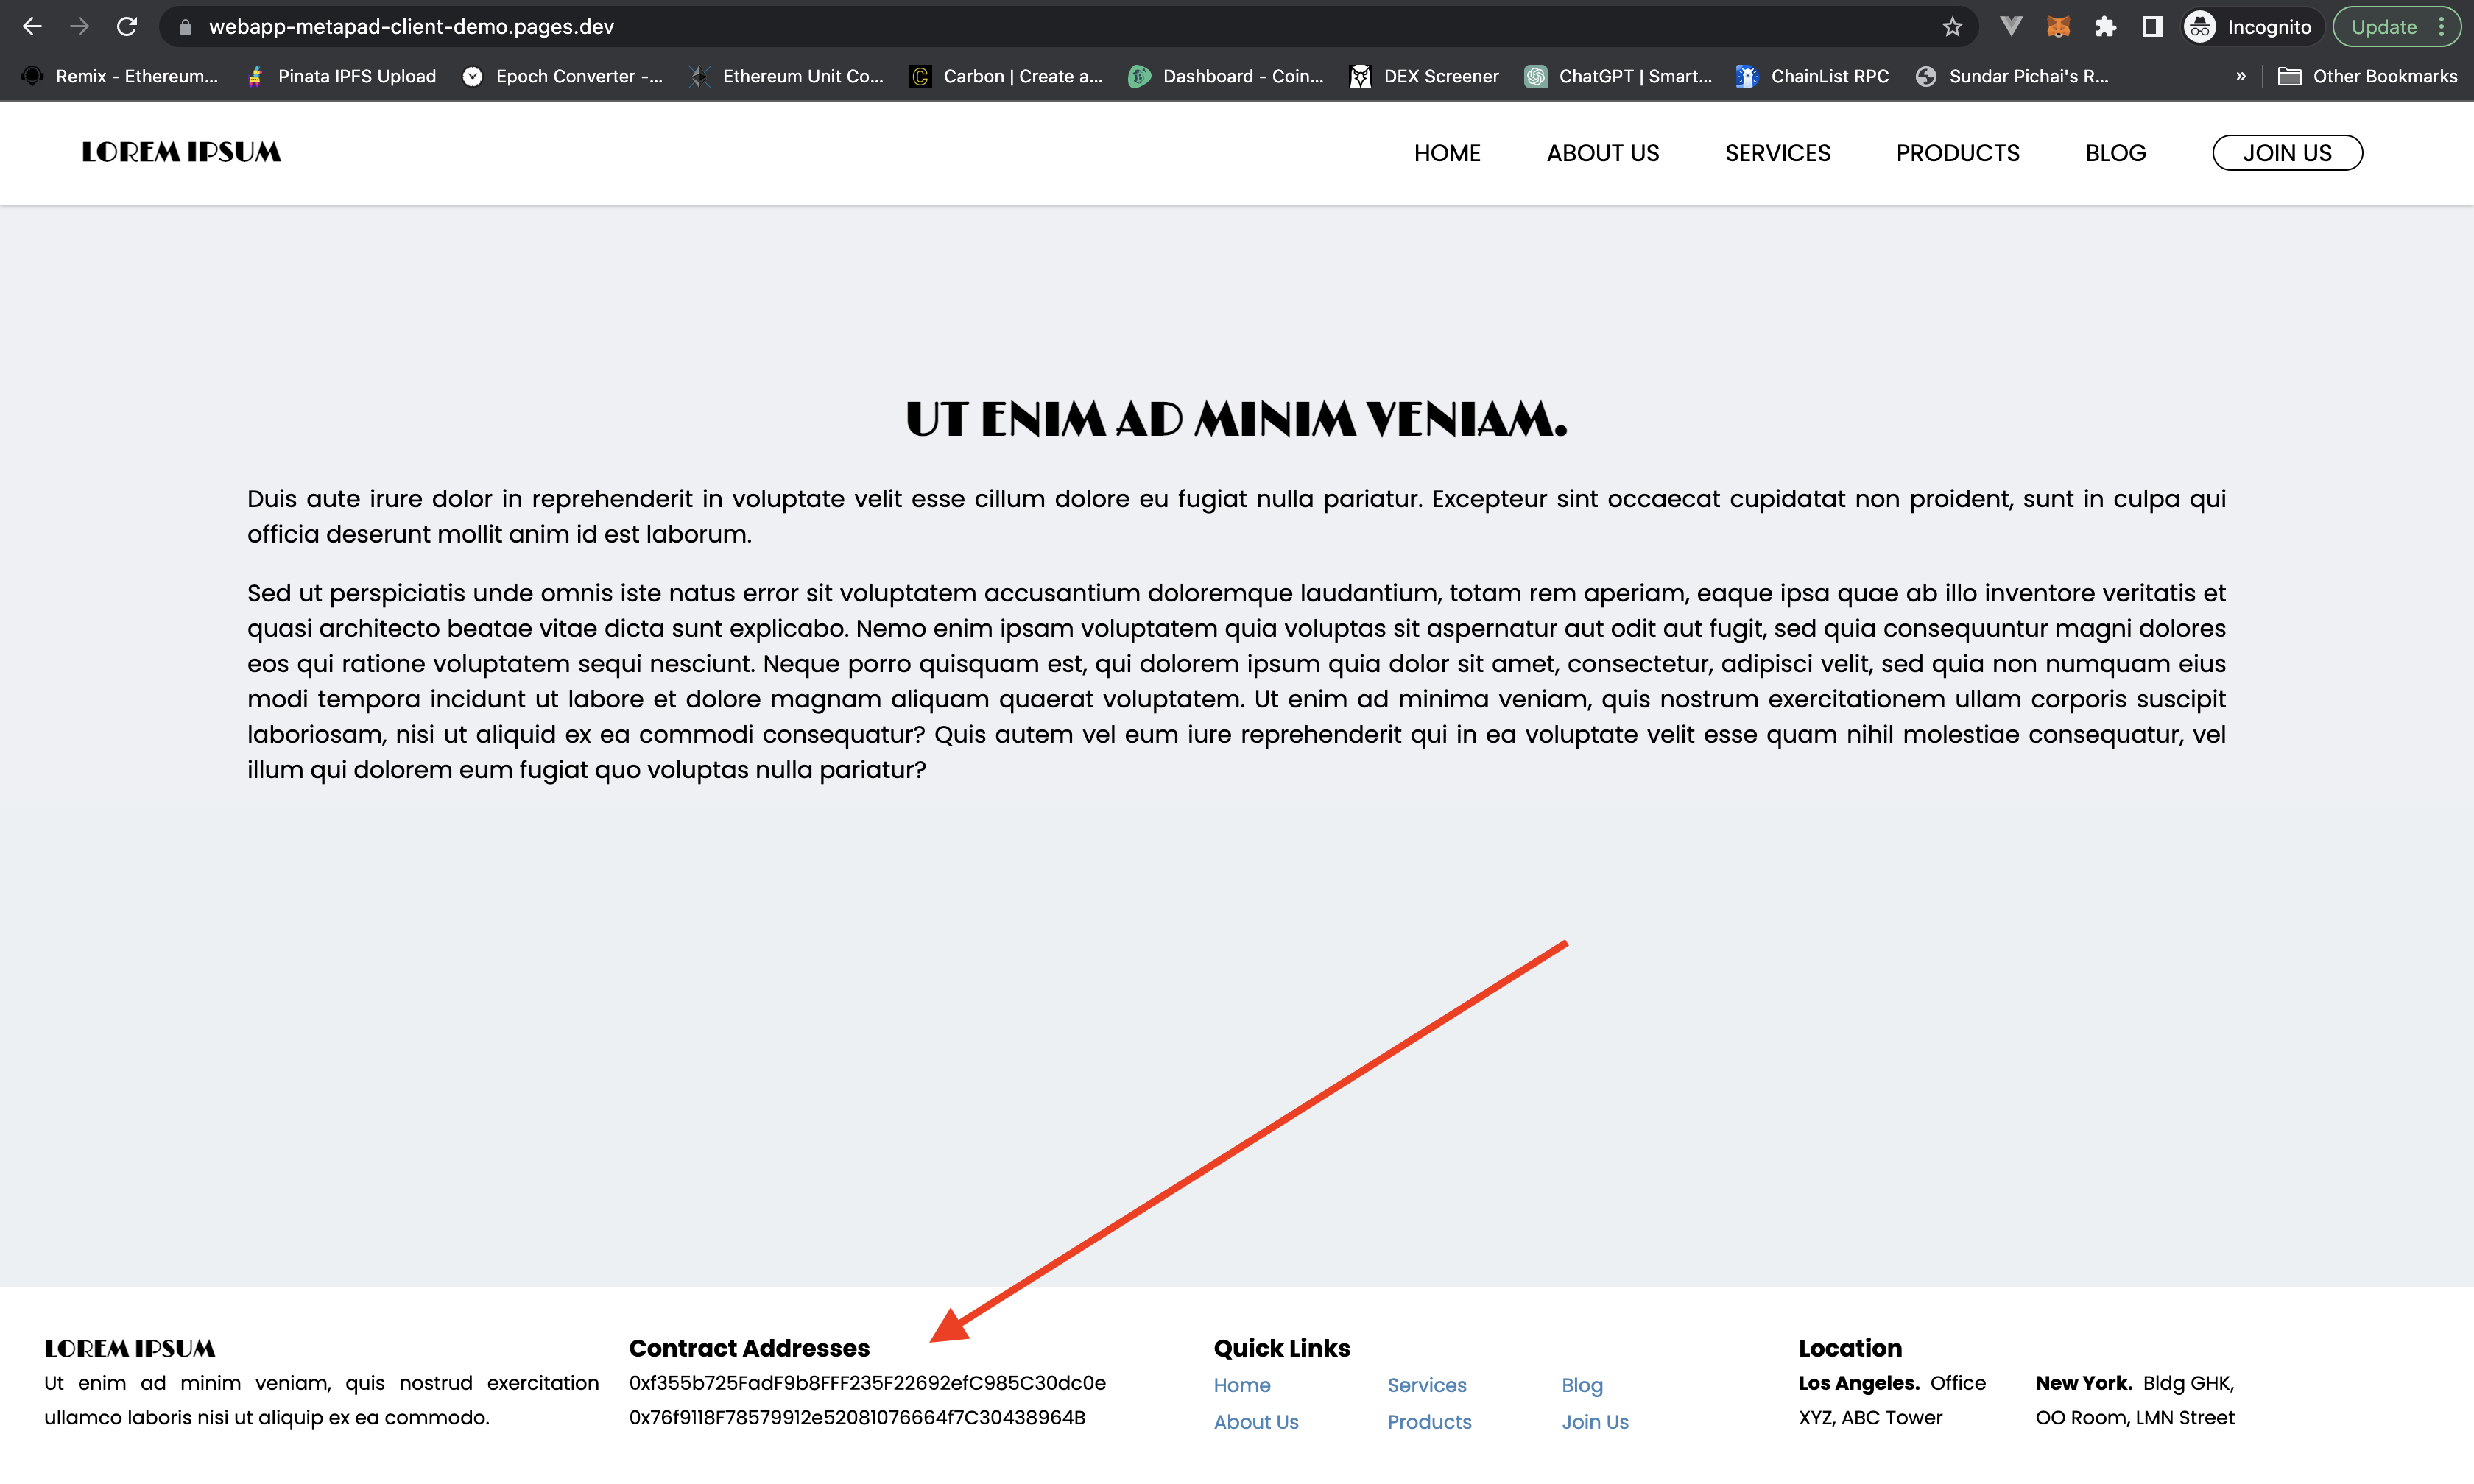 webapp-metapad-client-demo.pages.dev
Incognito
Update
Remix - Ethereum...
Pinata IPFS Upload
Epoch Converter -...
Ethereum Unit Co...
Carbon | Create a...
Dashboard - Coin...
DEX Screener
ChatGPT | Smart...
ChainList RPC
Sundar Pichai's R...
»
Other Bookmarks
LOREM IPSUM
HOME
ABOUT US
SERVICES
PRODUCTS
BLOG
JOIN US
UT ENIM AD MINIM VENIAM.
Duis aute irure dolor in reprehenderit in voluptate velit esse cillum dolore eu fugiat nulla pariatur. Excepteur sint occaecat cupidatat non proident, sunt in culpa qui
officia deserunt mollit anim id est laborum.
Sed ut perspiciatis unde omnis iste natus error sit voluptatem accusantium doloremque laudantium, totam rem aperiam, eaque ipsa quae ab illo inventore veritatis et
quasi architecto beatae vitae dicta sunt explicabo. Nemo enim ipsam voluptatem quia voluptas sit aspernatur aut odit aut fugit, sed quia consequuntur magni dolores
eos qui ratione voluptatem sequi nesciunt. Neque porro quisquam est, qui dolorem ipsum quia dolor sit amet, consectetur, adipisci velit, sed quia non numquam eius
modi tempora incidunt ut labore et dolore magnam aliquam quaerat voluptatem. Ut enim ad minima veniam, quis nostrum exercitationem ullam corporis suscipit
laboriosam, nisi ut aliquid ex ea commodi consequatur? Quis autem vel eum iure reprehenderit qui in ea voluptate velit esse quam nihil molestiae consequatur, vel
illum qui dolorem eum fugiat quo voluptas nulla pariatur?
LOREM IPSUM
Ut enim ad minim veniam, quis nostrud exercitation
ullamco laboris nisi ut aliquip ex ea commodo.
Contract Addresses
0xf355b725FadF9b8FFF235F22692efC985C30dc0e
0x76f9118F78579912e52081076664f7C30438964B
Quick Links
Home
Services
Blog
About Us
Products
Join Us
Location
Los Angeles. Office
XYZ, ABC Tower
New York. Bldg GHK,
OO Room, LMN Street